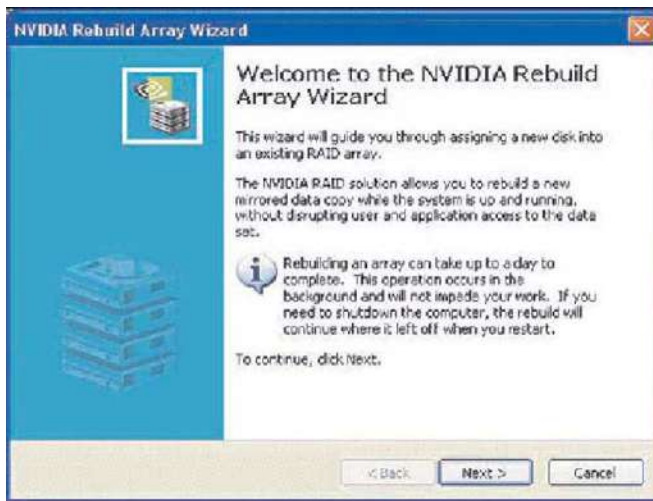 NVIDIA Rebuild Array Wizard
Welcome to the NVIDIA Rebuild
Array Wizard
This wizard will guide you through assigning a new disk into
an existing RAID array.
The NVIDIA RAID solution allows you to rebuild a new
mirrored data copy while the system is up and running,
without disrupting user and application access to the data
set.
Rebuilding an array can take up to a day to
complete. This operation occurs in the
background and will not impede your work. If you
need to shutdown the computer, the rebuild will
continue where it left off when you restart.
To continue, click Next.
< Back
Next >
Cancel